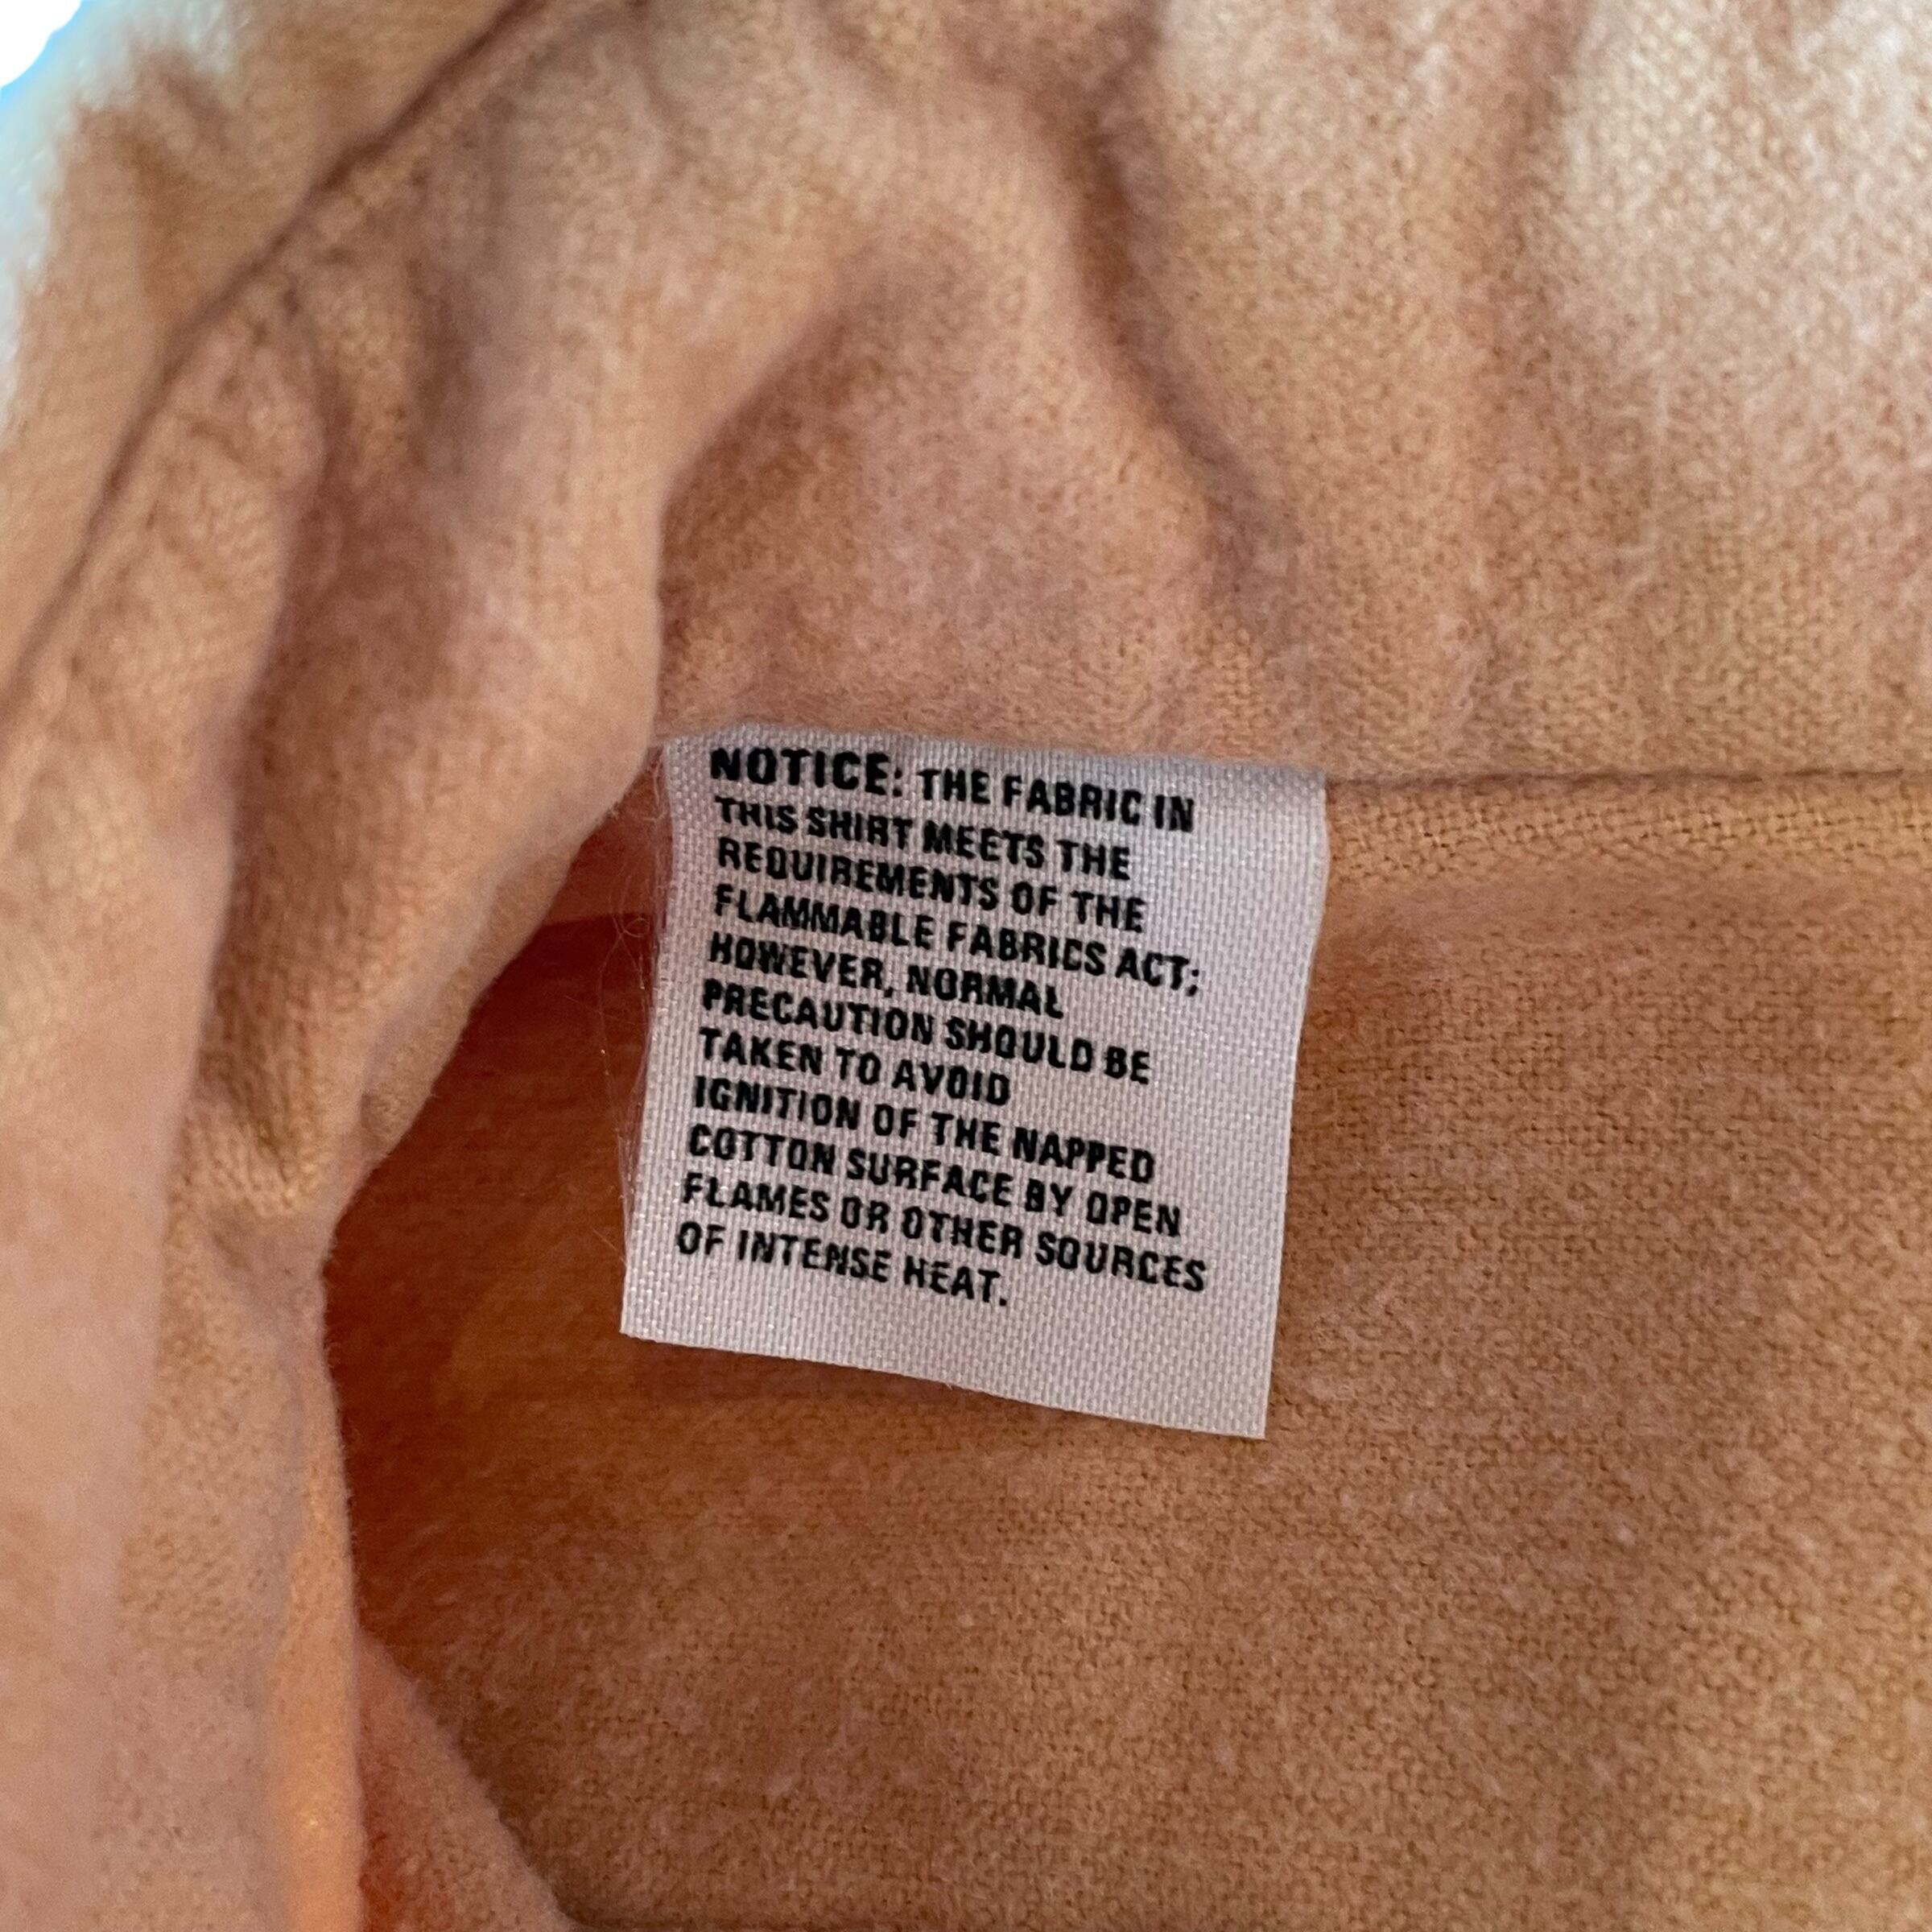 NOTICE: THE FABRIC IN
THIS SHIRT MEETS THE
REQUIREMENTS OF THE
FLAMMABLE FABRICS ACT;
HOWEVER, NORMAL
PRECAUTION SHOULD BE
TAKEN TO AVOID
IGNITION OF THE NAPPED
COTTON SURFACE BY OPEN
FLAMES OR OTHER SOURCES
OF INTENSE HEAT.